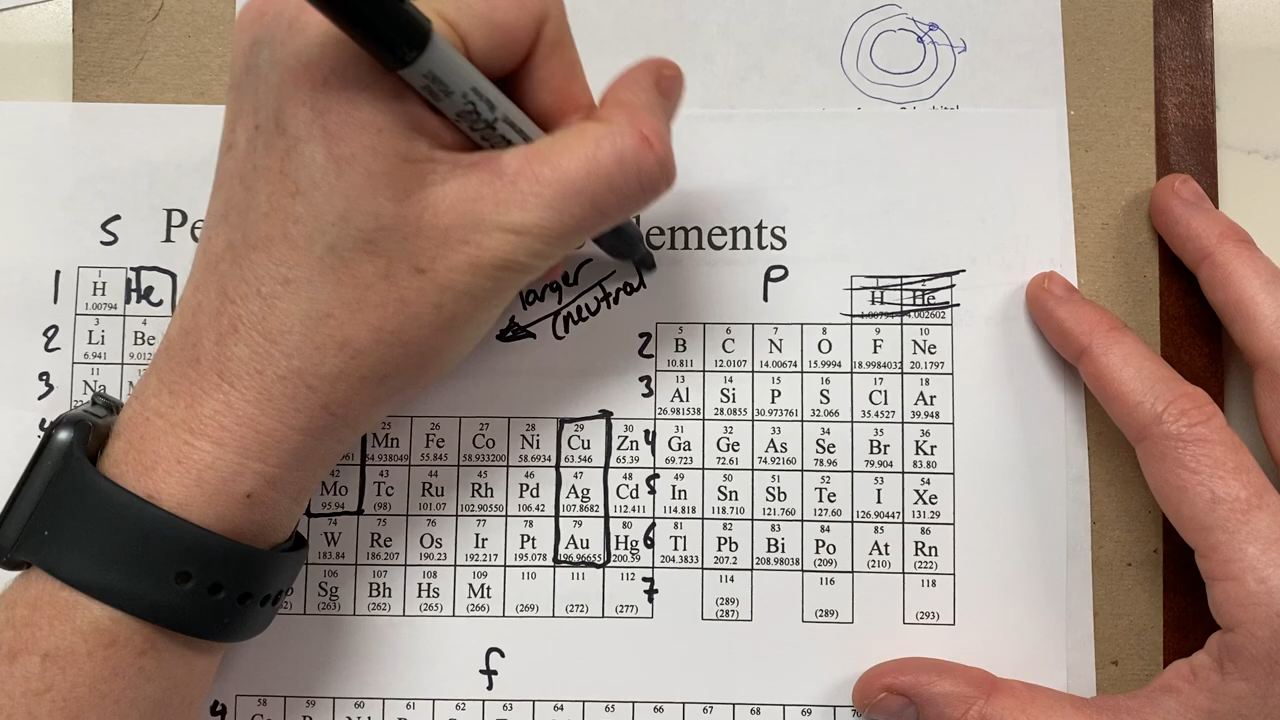 S Pe lements
P
larger
(neutral
1 1 H 1.00794 He H He 1.00794 4.002602
2 3 Li 6.941 4 Be 9.012 2 5 B 10.811 6 C 12.0107 7 N 14.00674 8 O 15.9994 9 F 18.9984032 10 Ne 20.1797
3 11 Na 3 13 Al 26.981538 14 Si 28.0855 15 P 30.973761 16 S 32.066 17 Cl 35.4527 18 Ar 39.948
25 Mn 54.938049 26 Fe 55.845 27 Co 58.933200 28 Ni 58.6934 29 Cu 63.546 30 Zn 65.39 4 31 Ga 69.723 32 Ge 72.61 33 As 74.92160 34 Se 78.96 35 Br 79.904 36 Kr 83.80
42 Mo 95.94 43 Tc (98) 44 Ru 101.07 45 Rh 102.90550 46 Pd 106.42 47 Ag 107.8682 48 Cd 112.411 5 49 In 114.818 50 Sn 118.710 51 Sb 121.760 52 Te 127.60 53 I 126.90447 54 Xe 131.29
74 W 183.84 75 Re 186.207 76 Os 190.23 77 Ir 192.217 78 Pt 195.078 79 Au 196.96655 80 Hg 200.59 6 81 Tl 204.3833 82 Pb 207.2 83 Bi 208.98038 84 Po (209) 85 At (210) 86 Rn (222)
106 Sg (263) 107 Bh (262) 108 Hs (265) 109 Mt (266) 110 (269) 111 (272) 112 (277) 7 114 (289) (287) 116 (289) 118 (293)
f
4 58 59 60 61 62 63 64 65 66 67 68 69